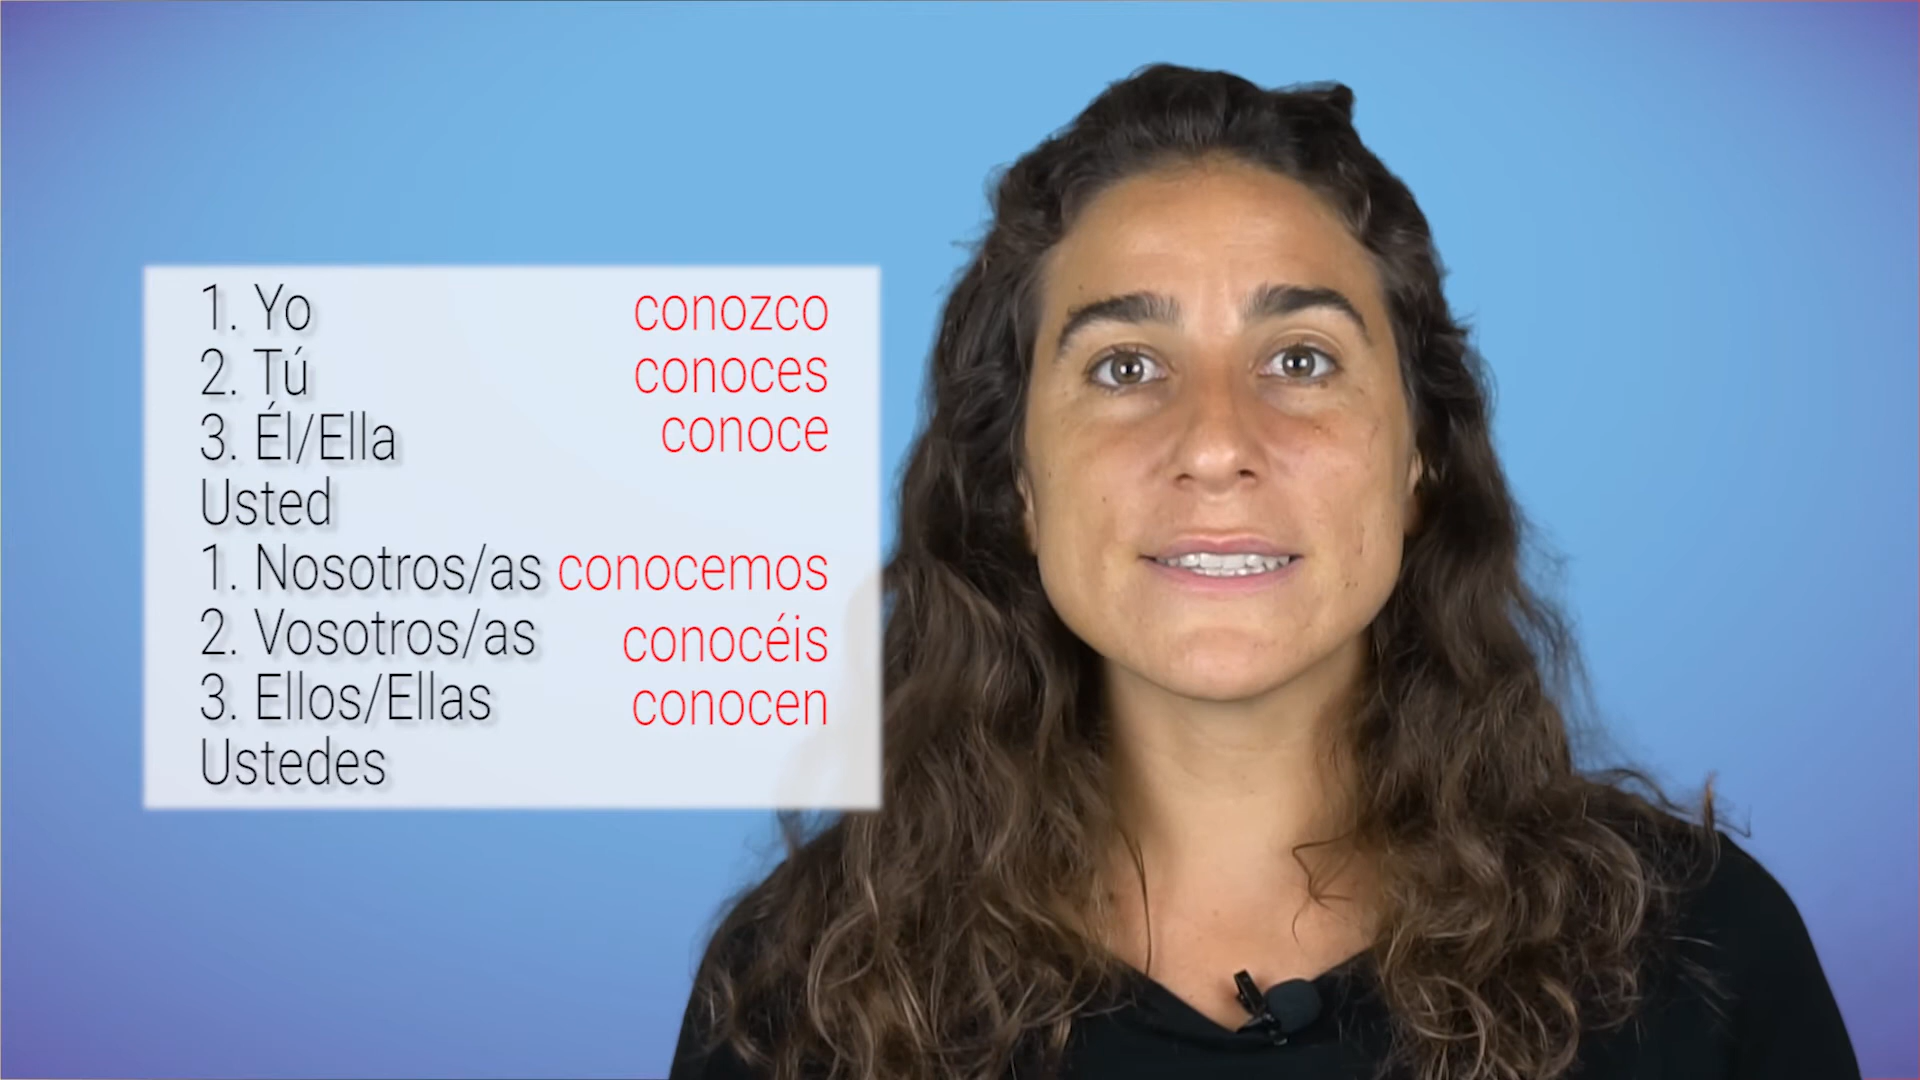 1. Yo conozco
2. Tú conoces
3. Él/Ella conoce
Usted
1. Nosotros/as conocemos
2. Vosotros/as conocéis
3. Ellos/Ellas conocen
Ustedes